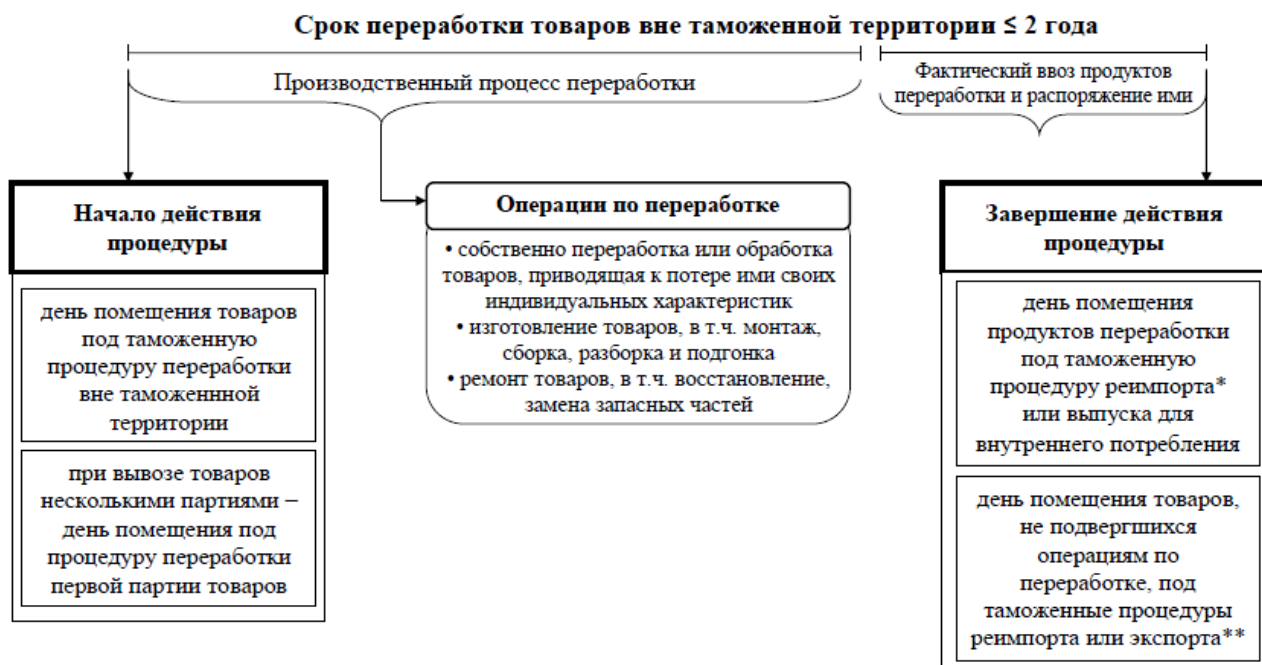 Срок переработки товаров вне таможенной территории ≤ 2 года
Производственный процесс переработки
Фактический ввоз продуктов
переработки и распоряжение ими
Начало действия
процедуры
день помещения товаров
под таможенную
процедуру переработки
вне таможеннной
территории
при вывозе товаров
несколькими партиями –
день помещения под
процедуру переработки
первой партии товаров
Операции по переработке
• собственно переработка или обработка
товаров, приводящая к потере ими своих
индивидуальных характеристик
• изготовление товаров, в т.ч. монтаж,
сборка, разборка и подгонка
• ремонт товаров, в т.ч. восстановление,
замена запасных частей
Завершение действия
процедуры
день помещения
продуктов переработки
под таможенную
процедуру реимпорта*
или выпуска для
внутреннего потребления
день помещения товаров,
не подвергшихся
операциям по
переработке, под
таможенные процедуры
реимпорта или экспорта**